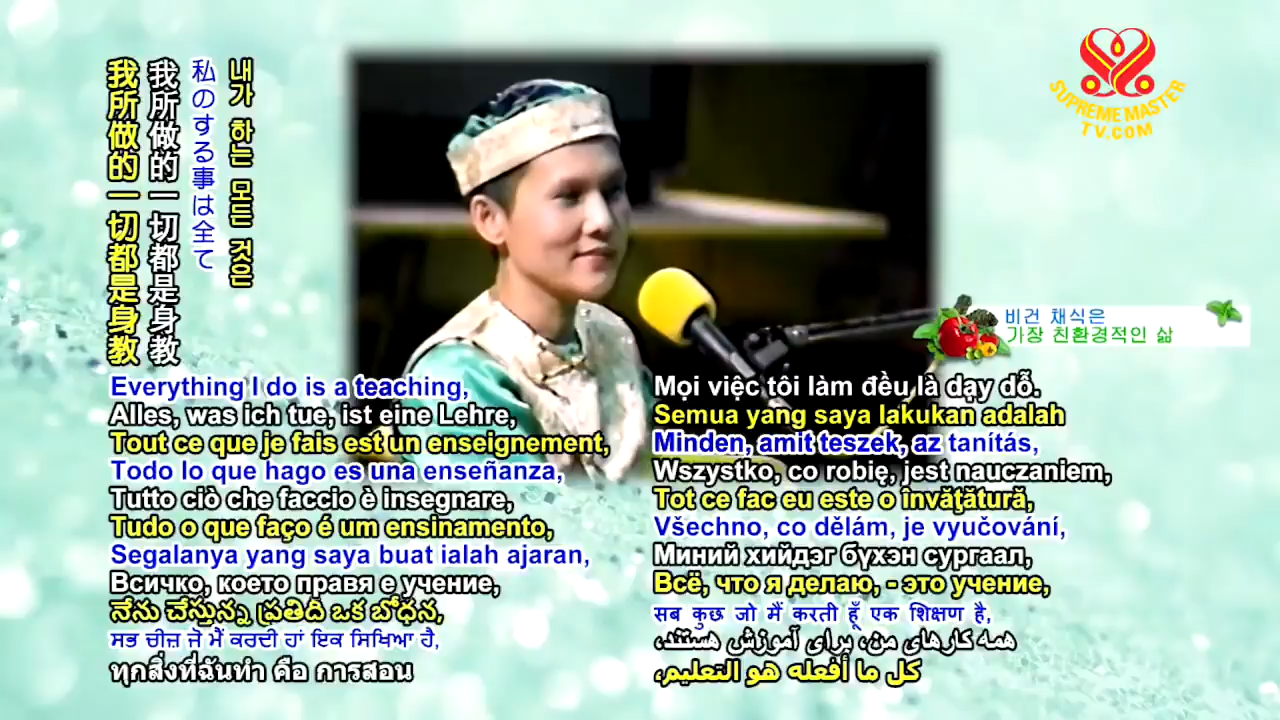 我所做的一切都是身教
我所做的一切都是身教
私のする事は全て
내가 하는 모든 것은
SUPREME MASTER
TV.COM
비건 채식은
가장 친환경적인 삶
Everything I do is a teaching,
Alles, was ich tue, ist eine Lehre,
Tout ce que je fais est un enseignement,
Todo lo que hago es una enseñanza,
Tutto ciò che faccio è insegnare,
Tudo o que faço é um ensinamento,
Segalanya yang saya buat ialah ajaran,
Всичко, което правя е учение,
నేను చేస్తున్న ప్రతిదీ ఒక బోధన,
ਸਭ ਚੀਜ਼ ਜੋ ਮੈਂ ਕਰਦੀ ਹਾਂ ਇਕ ਸਿਖਿਆ ਹੈ,
ทุกสิ่งที่ฉันทำ คือ การสอน
Mọi việc tôi làm đều là dạy dỗ.
Semua yang saya lakukan adalah
Minden, amit teszek, az tanítás,
Wszystko, co robię, jest nauczaniem,
Tot ce fac eu este o învăţătură,
Všechno, co dělám, je vyučování,
Миний хийдэг бүхэн сургаал,
Всё, что я делаю, - это учение,
सब कुछ जो मैं करती हूँ एक शिक्षण है,
همه کارهای من، برای آموزش هستند،
كل ما أفعله هو التعليم،